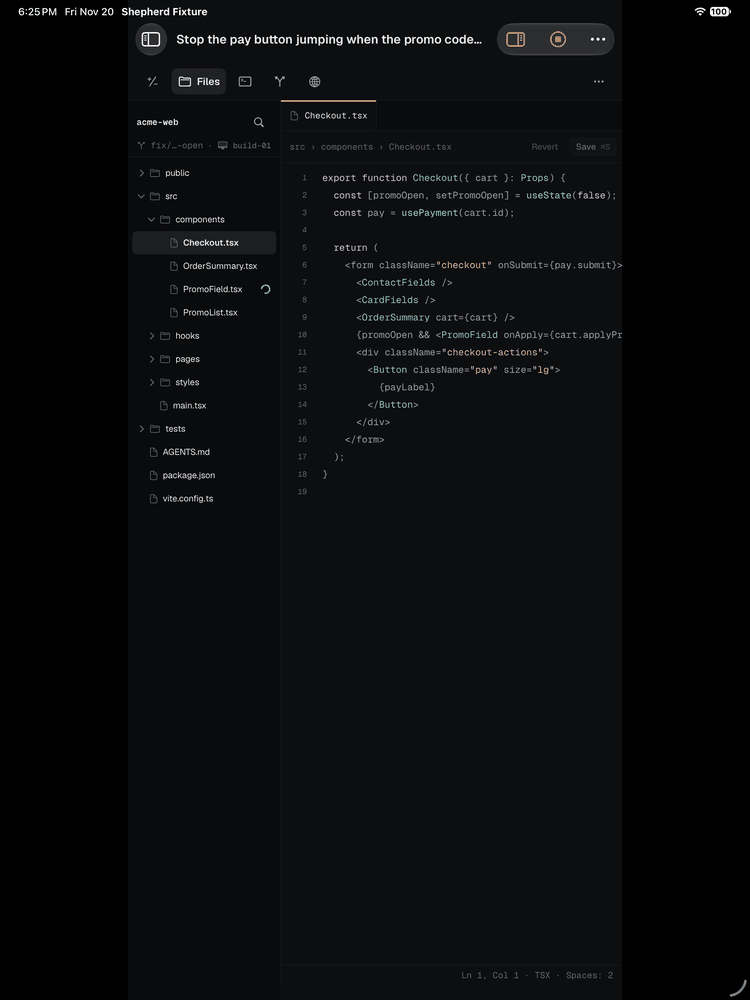 6:25 PM Fri Nov 20 Shepherd Fixture 100
Stop the pay button jumping when the promo code…
Files
acme-web
fix/…-open · build-01
public
src
components
Checkout.tsx
OrderSummary.tsx
PromoField.tsx
PromoList.tsx
hooks
pages
styles
main.tsx
tests
AGENTS.md
package.json
vite.config.ts
Checkout.tsx
src › components › Checkout.tsx Revert Save ⌘S
1 export function Checkout({ cart }: Props) {
2 const [promoOpen, setPromoOpen] = useState(false);
3 const pay = usePayment(cart.id);
4
5 return (
6 <form className="checkout" onSubmit={pay.submit}>
7 <ContactFields />
8 <CardFields />
9 <OrderSummary cart={cart} />
10 {promoOpen && <PromoField onApply={cart.applyPr
11 <div className="checkout-actions">
12 <Button className="pay" size="lg">
13 {payLabel}
14 </Button>
15 </div>
16 </form>
17 );
18 }
19
Ln 1, Col 1 · TSX · Spaces: 2